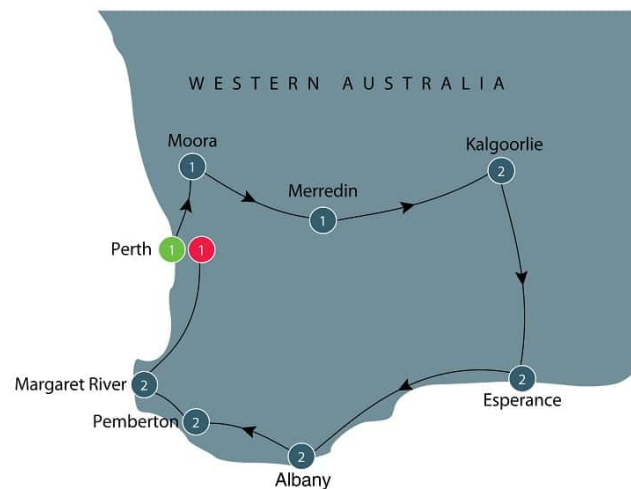 WESTERN AUSTRALIA
Moora
1
Kalgoorlie
2
Merredin
1
Perth 1 1
Margaret River 2
Pemberton 2
Esperance
2
Albany
2